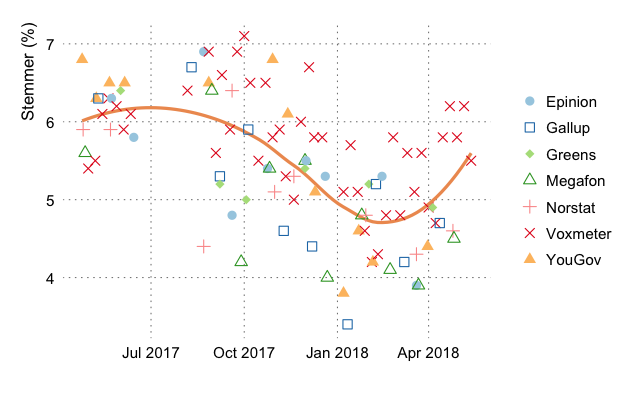 Stemmer (%)
7
6
5
4
Jul 2017
Oct 2017
Jan 2018
Apr 2018
Epinion
Gallup
Greens
Megafon
Norstat
Voxmeter
YouGov